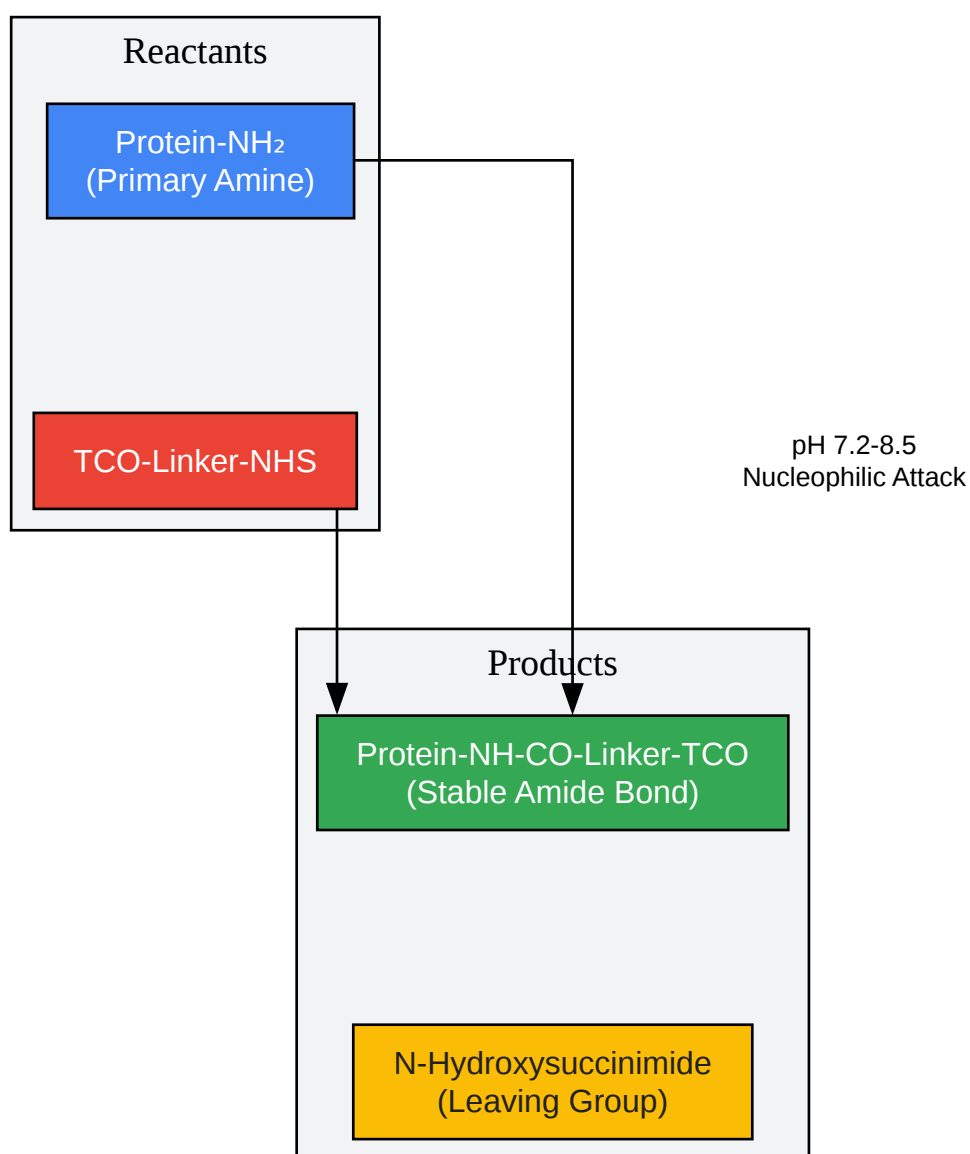 Reactants
Protein-NH₂
(Primary Amine)
TCO-Linker-NHS
pH 7.2-8.5
Nucleophilic Attack
Products
Protein-NH-CO-Linker-TCO
(Stable Amide Bond)
N-Hydroxysuccinimide
(Leaving Group)